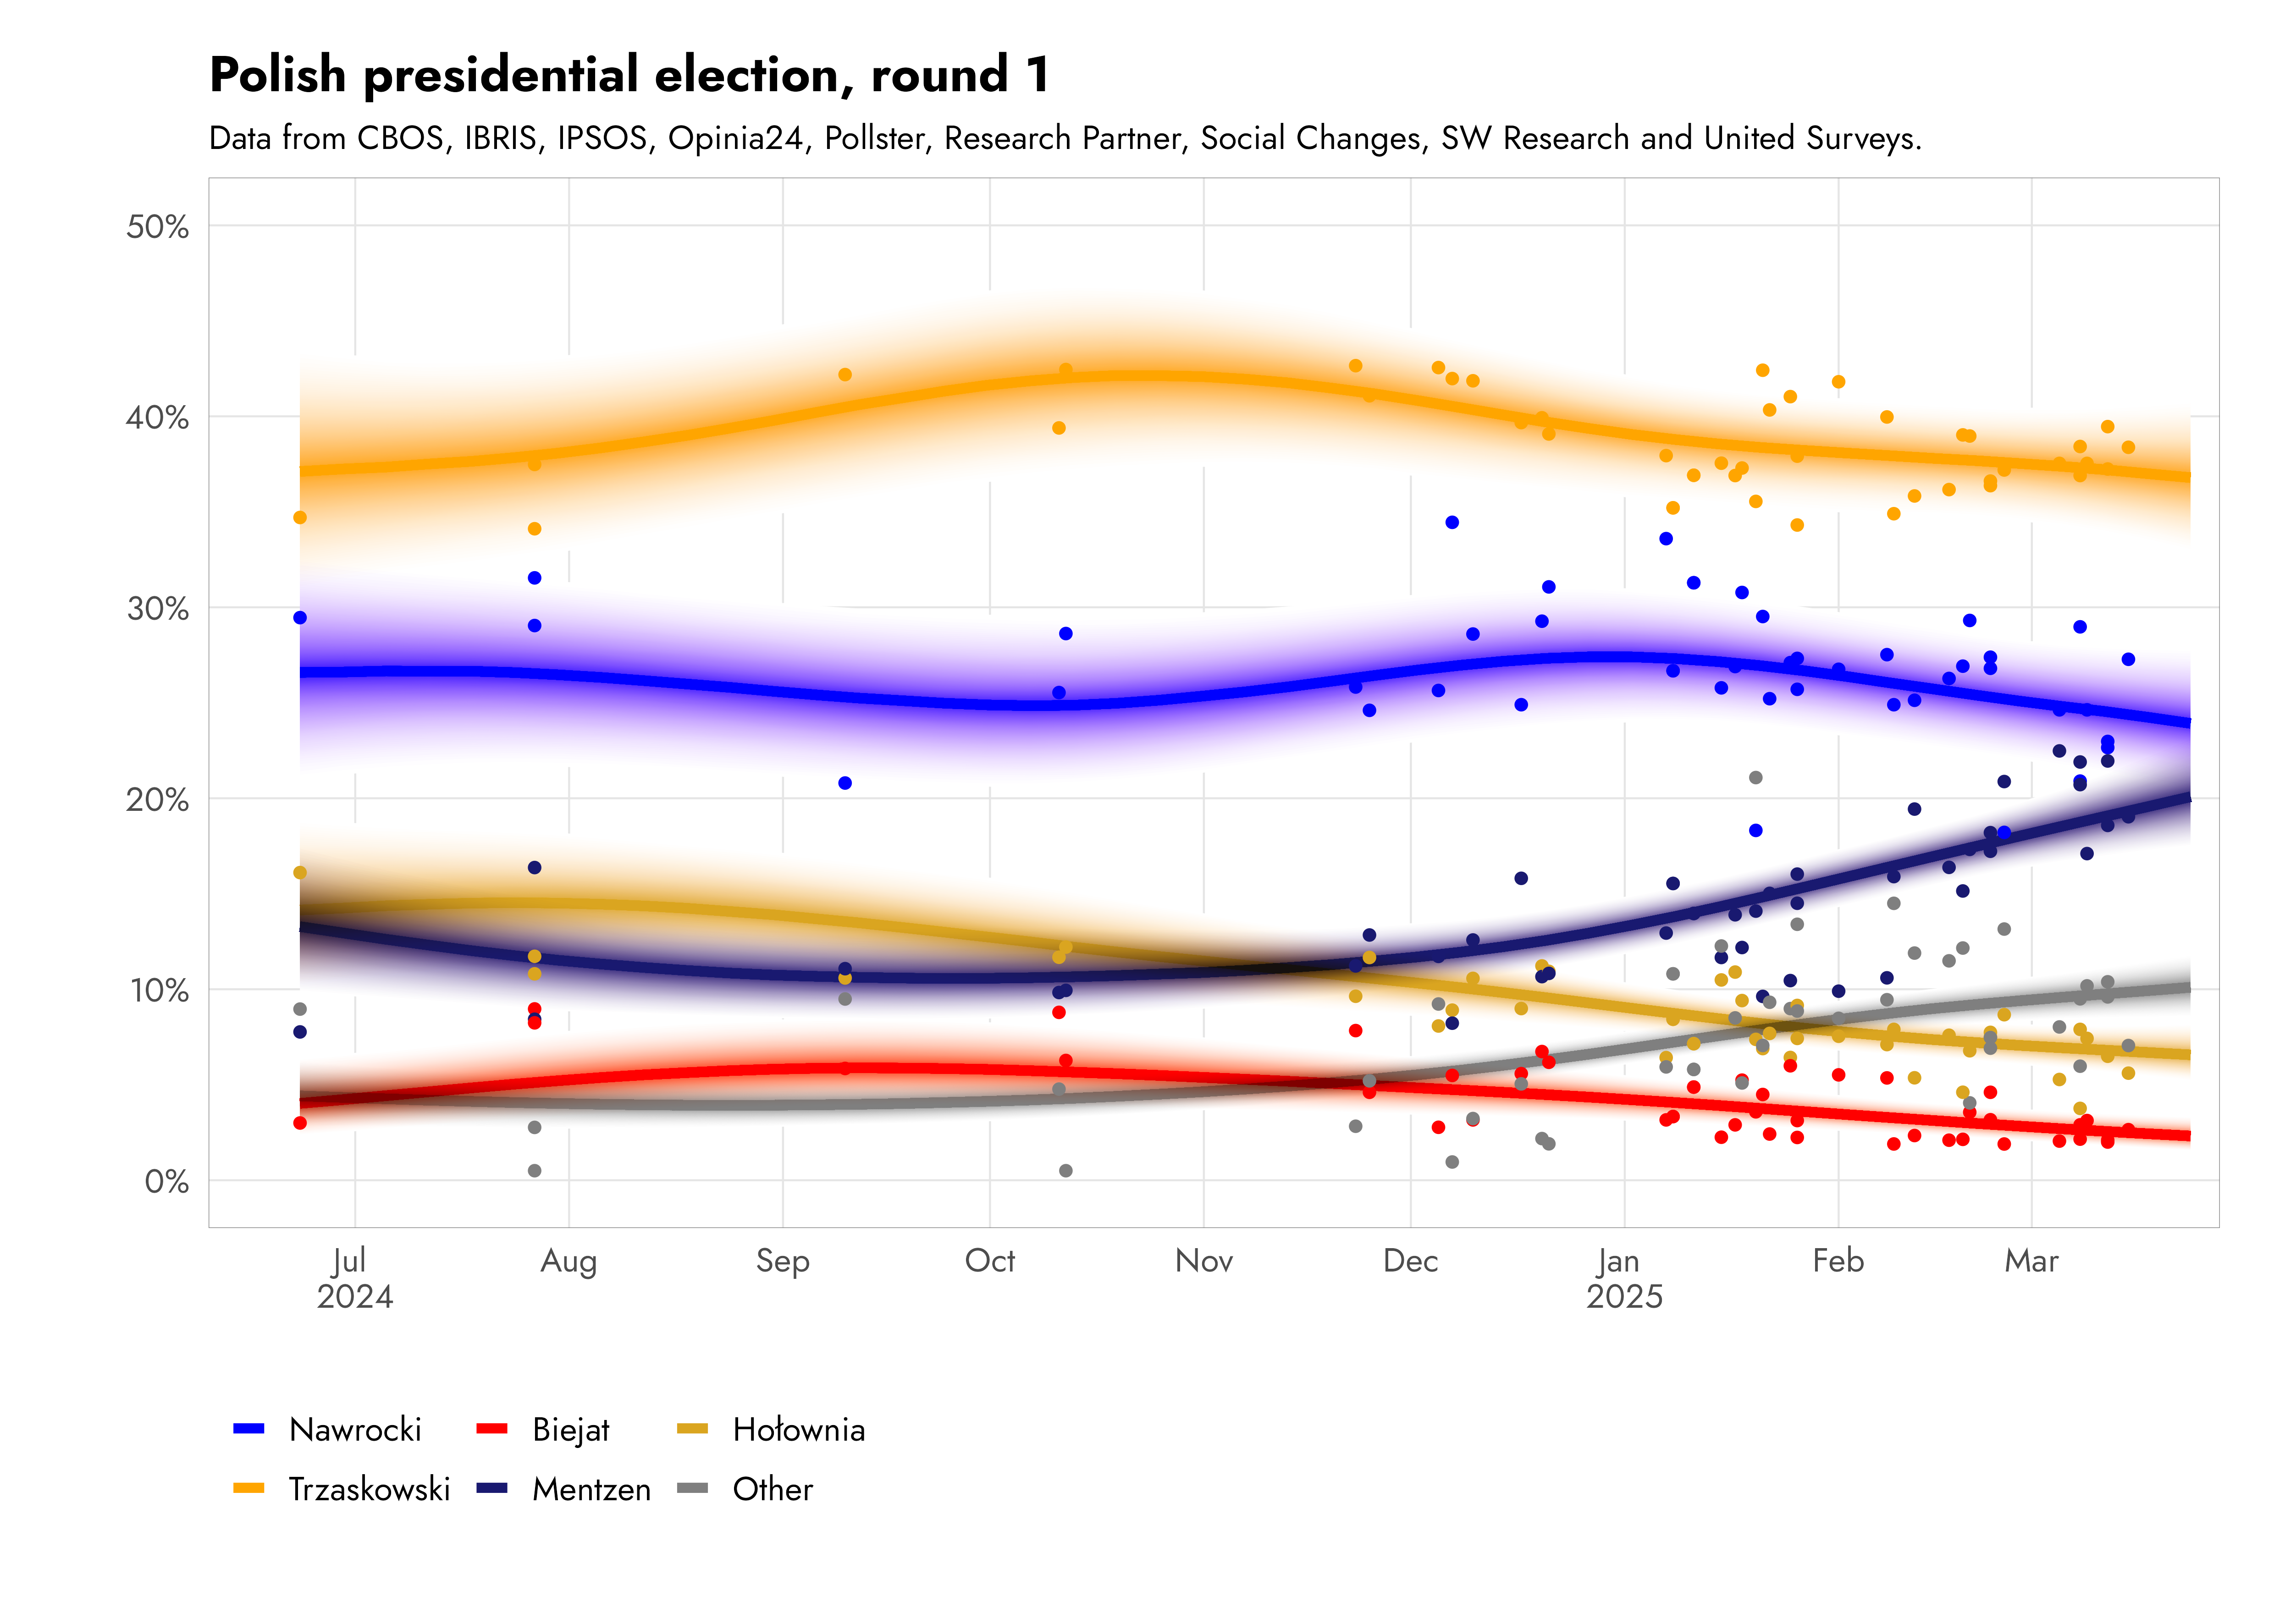 Polish presidential election, round 1
Data from CBOS, IBRIS, IPSOS, Opinia24, Pollster, Research Partner, Social Changes, SW Research and United Surveys.
50%
40%
30%
20%
10%
0%
Jul Aug Sep Oct Nov Dec Jan Feb Mar
2024 2025
Nawrocki Biejat Hołownia
Trzaskowski Mentzen Other